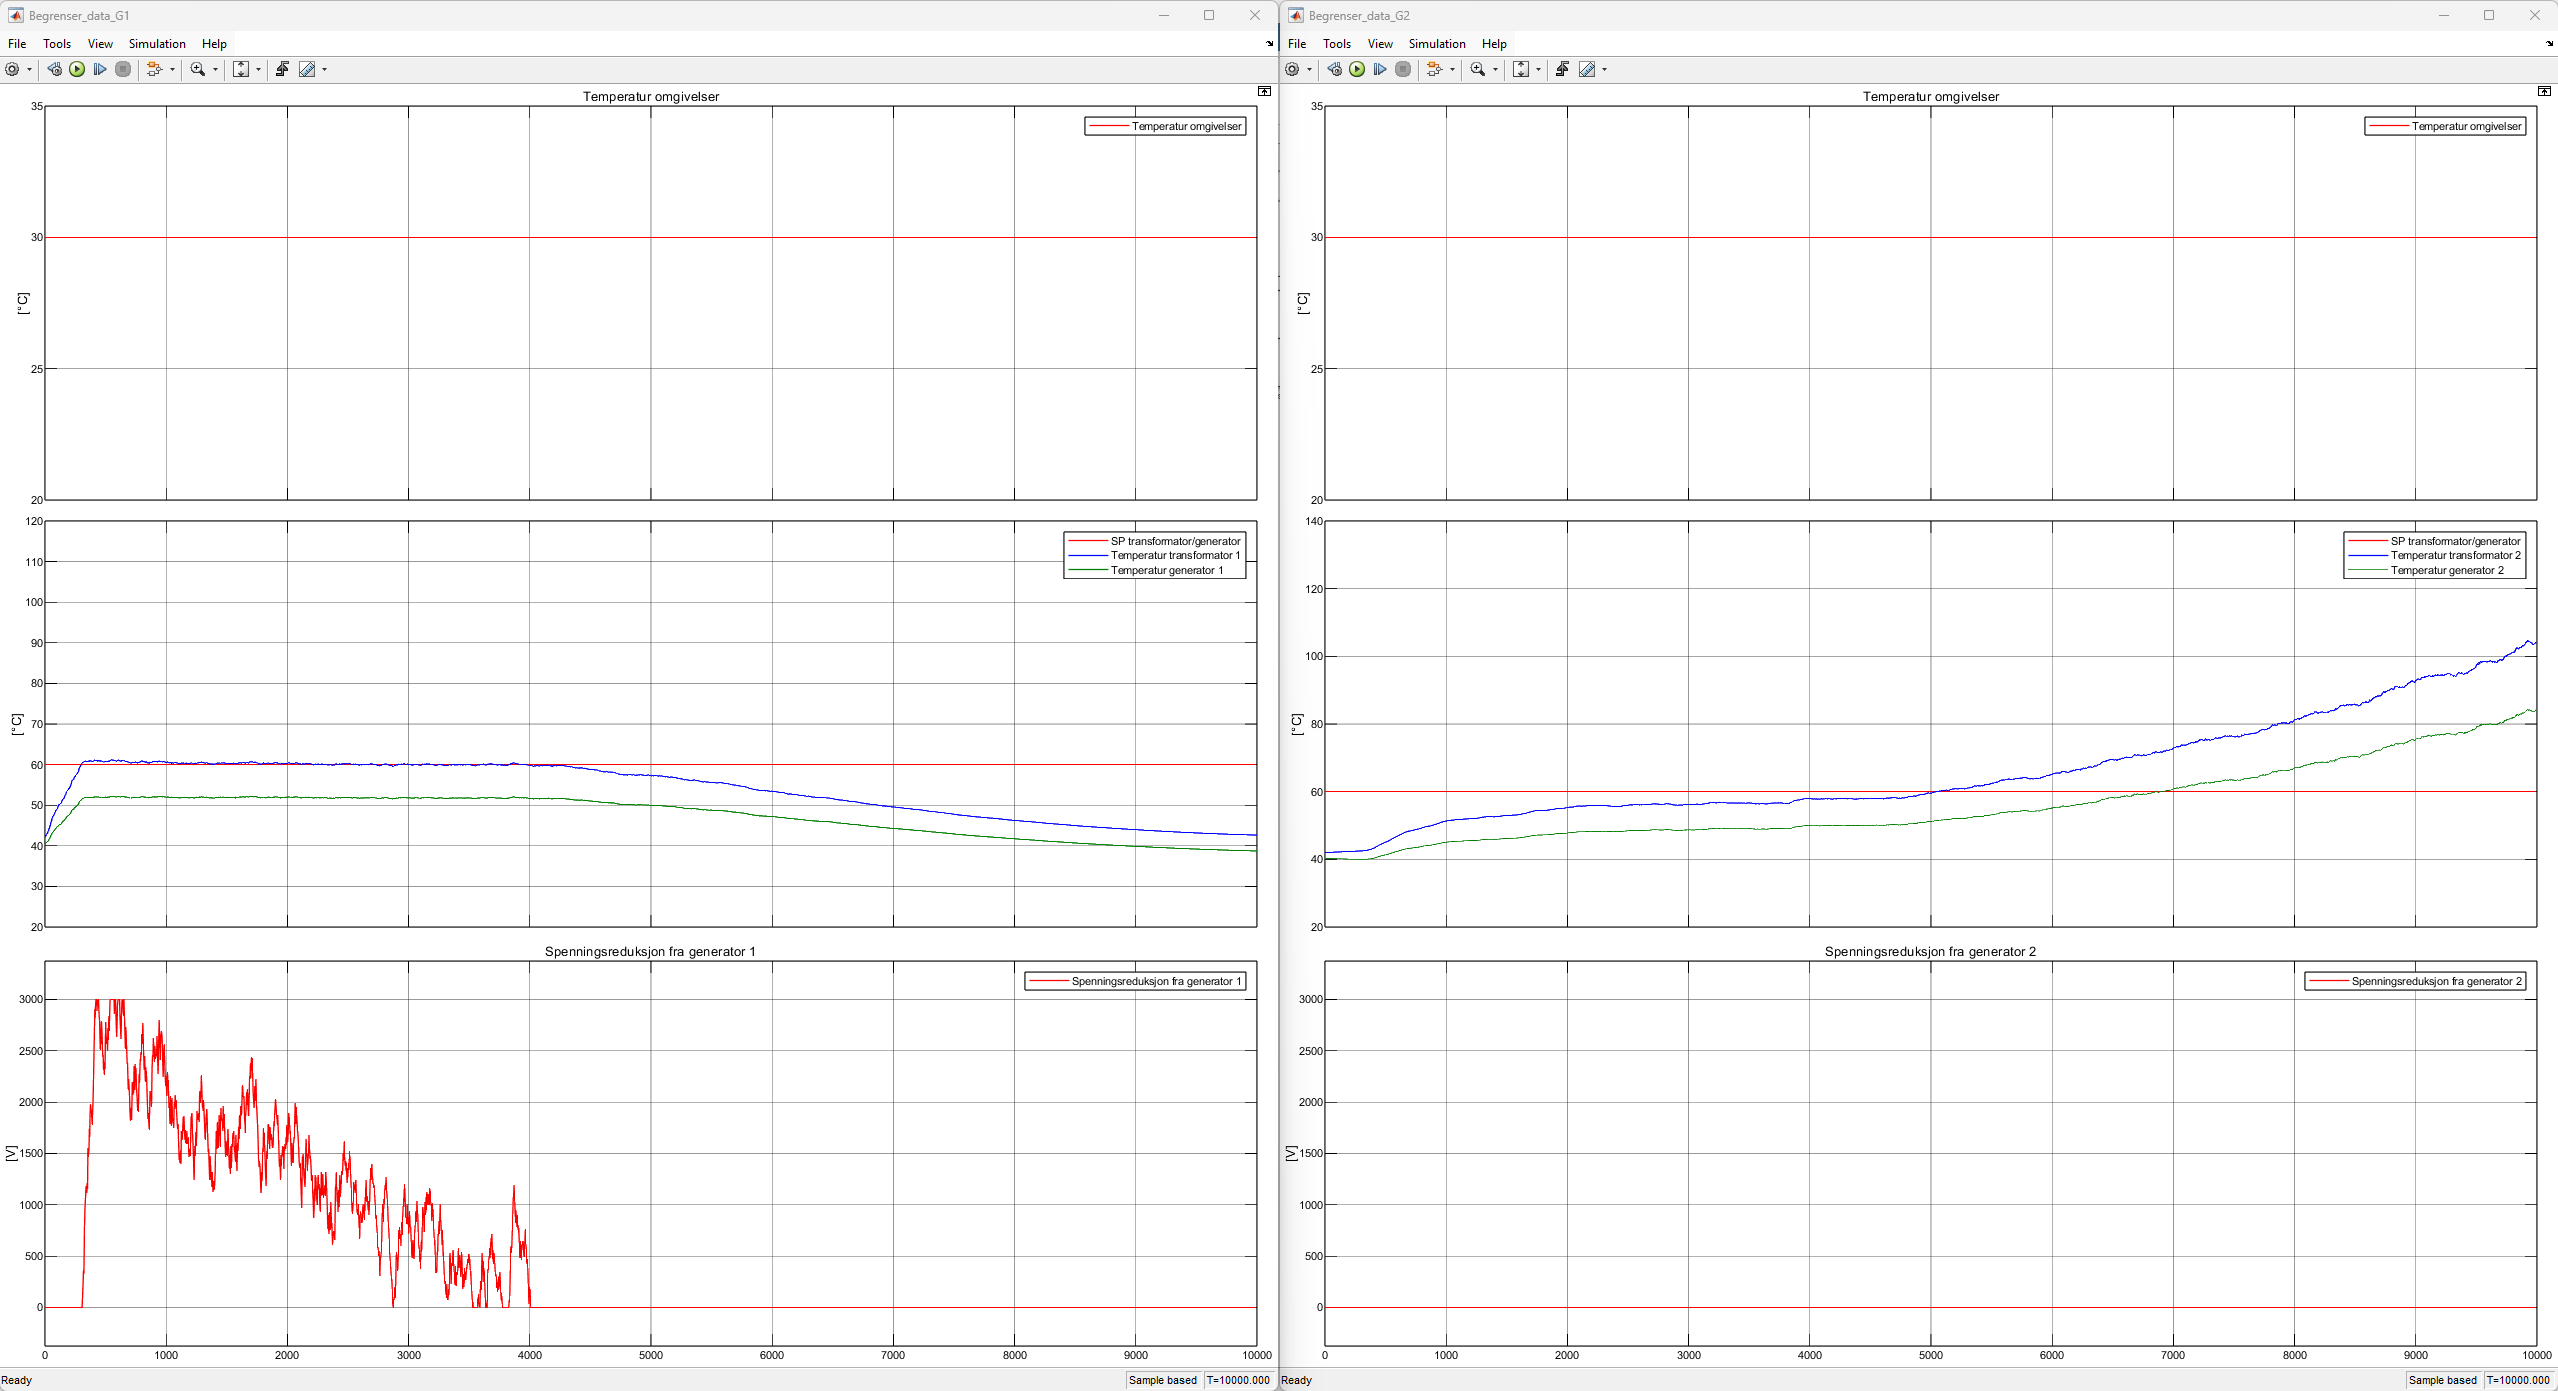 Begrenser_data_G1
File Tools View Simulation Help
Temperatur omgivelser
Temperatur omgivelser
35
30
25
20
[°C]
SP transformator/generator
Temperatur transformator 1
Temperatur generator 1
120
110
100
90
80
70
60
50
40
30
20
[°C]
Spenningsreduksjon fra generator 1
Spenningsreduksjon fra generator 1
3000
2500
2000
1500
1000
500
0
[V]
0 1000 2000 3000 4000 5000 6000 7000 8000 9000 10000
Ready Sample based T=10000.000
Begrenser_data_G2
File Tools View Simulation Help
Temperatur omgivelser
Temperatur omgivelser
35
30
25
20
[°C]
SP transformator/generator
Temperatur transformator 2
Temperatur generator 2
140
120
100
80
60
40
20
[°C]
Spenningsreduksjon fra generator 2
Spenningsreduksjon fra generator 2
3000
2500
2000
1500
1000
500
0
[V]
0 1000 2000 3000 4000 5000 6000 7000 8000 9000 10000
Ready Sample based T=10000.000